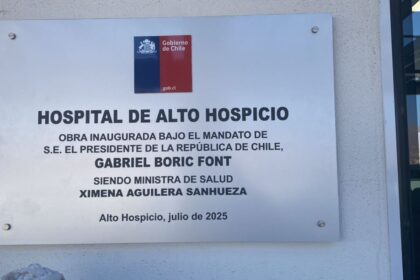 Gobierno
de Chile
gob.cl
HOSPITAL DE ALTO HOSPICIO
OBRA INAUGURADA BAJO EL MANDATO DE
S.E. EL PRESIDENTE DE LA REPÚBLICA DE CHILE,
GABRIEL BORIC FONT
SIENDO MINISTRA DE SALUD
XIMENA AGUILERA SANHUEZA
Alto Hospicio, julio de 2025